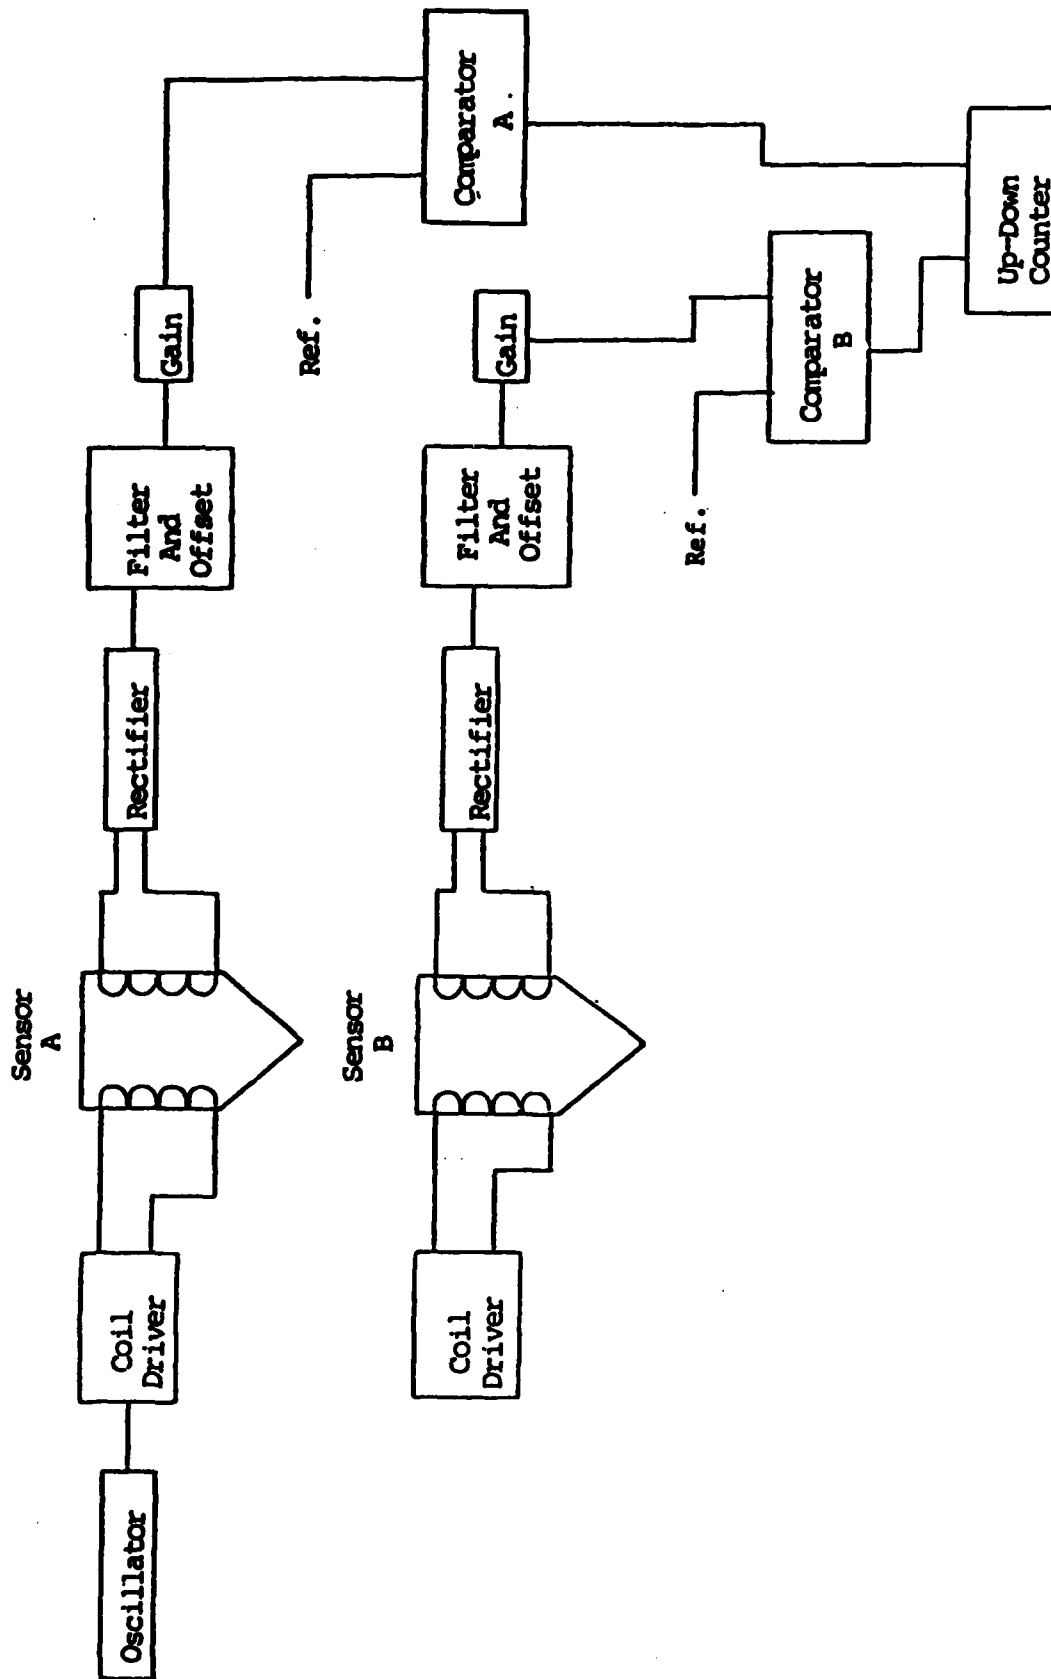 Sensor
A
Oscillator
Coil
Driver
Rectifier
Filter
And
Offset
Gain
Ref.
Comparator
A
Sensor
B
Coil
Driver
Rectifier
Filter
And
Offset
Gain
Ref.
Comparator
B
Up-Down
Counter